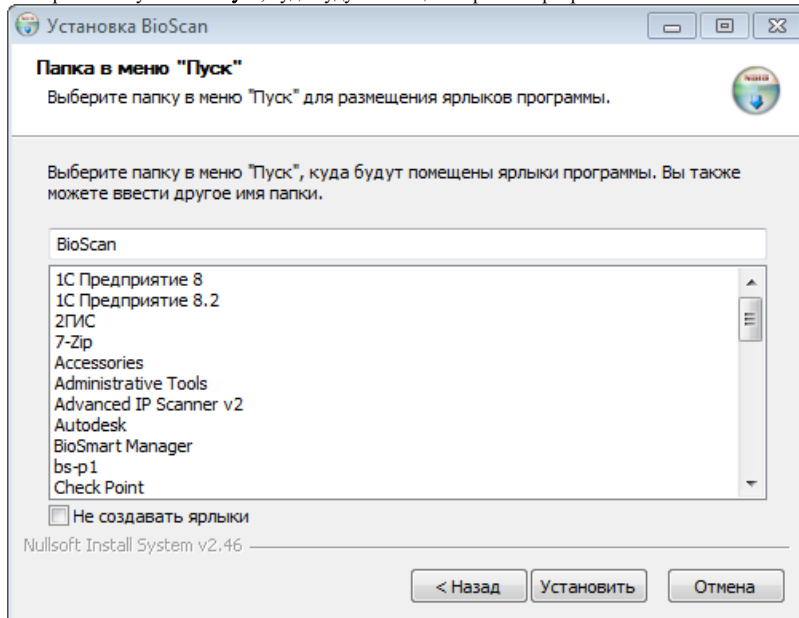 Установка BioScan
Папка в меню "Пуск"
Выберите папку в меню "Пуск" для размещения ярлыков программы.
Выберите папку в меню "Пуск", куда будут помещены ярлыки программы. Вы также
можете ввести другое имя папки.
BioScan
1С Предприятие 8
1С Предприятие 8.2
2ГИС
7-Zip
Accessories
Administrative Tools
Advanced IP Scanner v2
Autodesk
BioSmart Manager
bs-p1
Check Point
Не создавать ярлыки
Nullsoft Install System v2.46
< Назад Установить Отмена